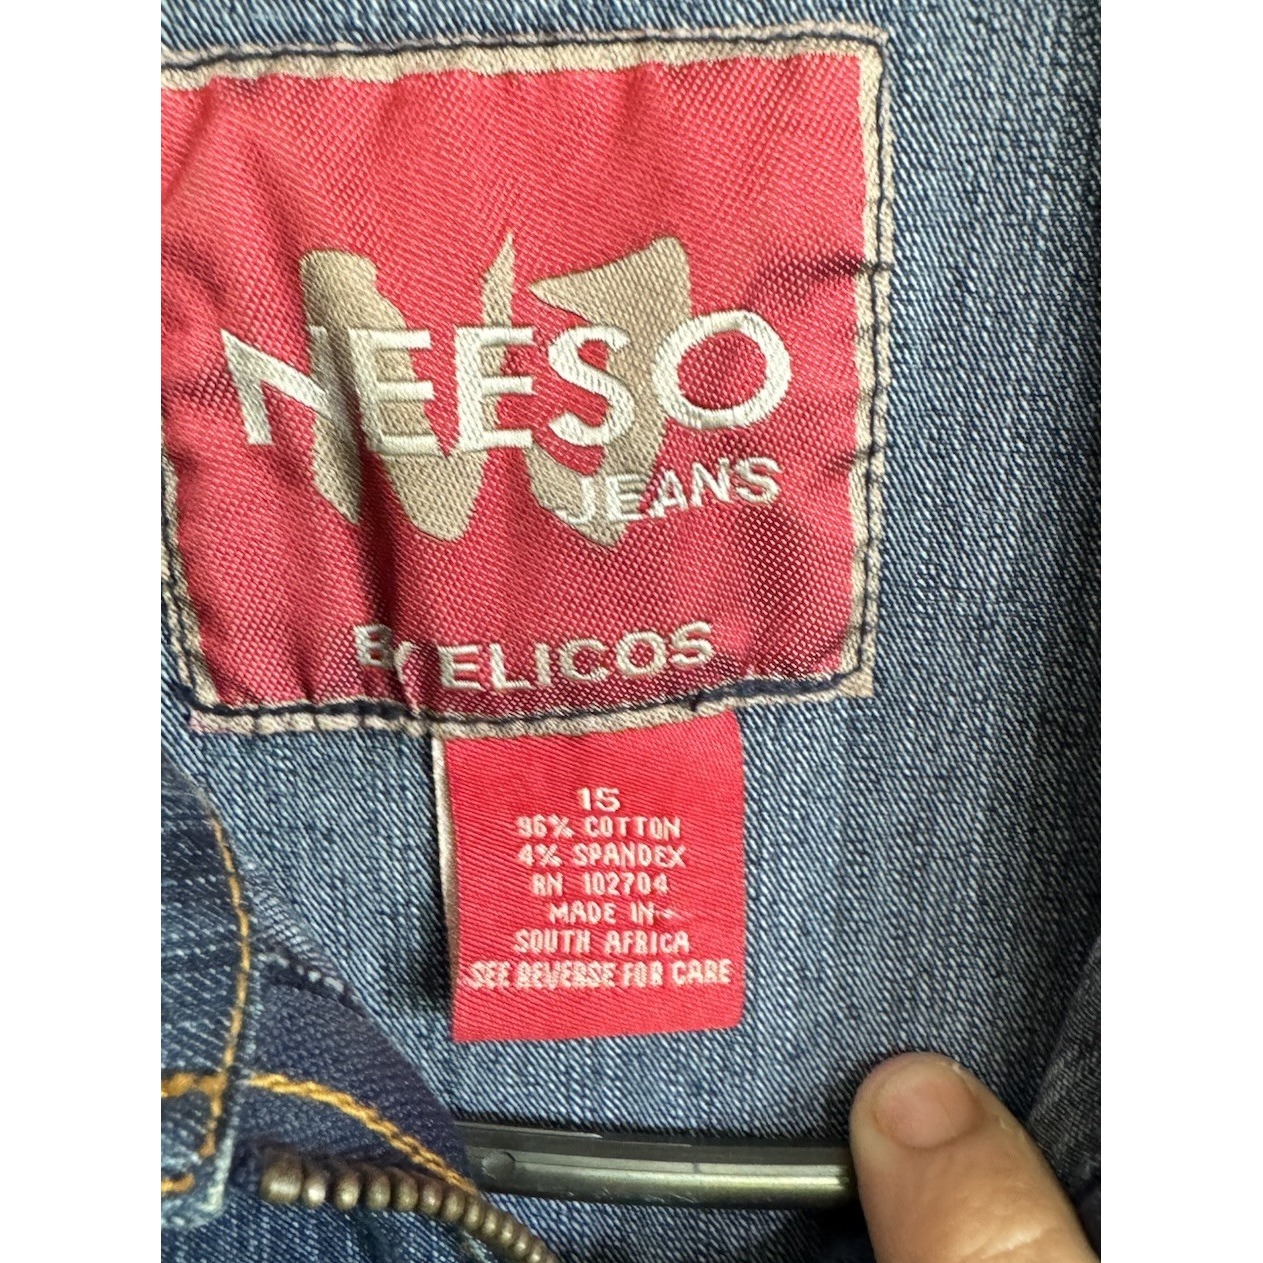 NEESO
JEANS
BY ELICOS
15
96% COTTON
4% SPANDEX
RN 102704
MADE IN
SOUTH AFRICA
SEE REVERSE FOR CARE